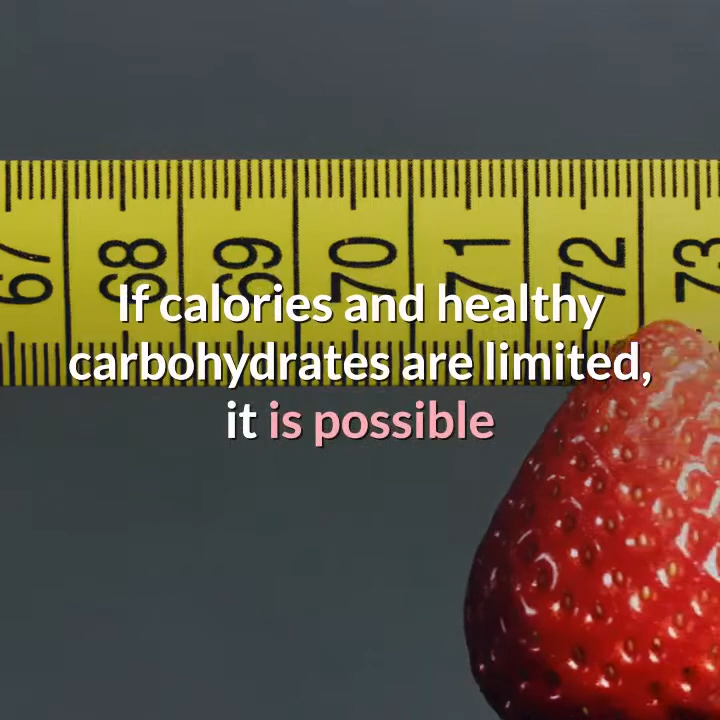 67 68 69 70 71 72 73
If calories and healthy
carbohydrates are limited,
it is possible